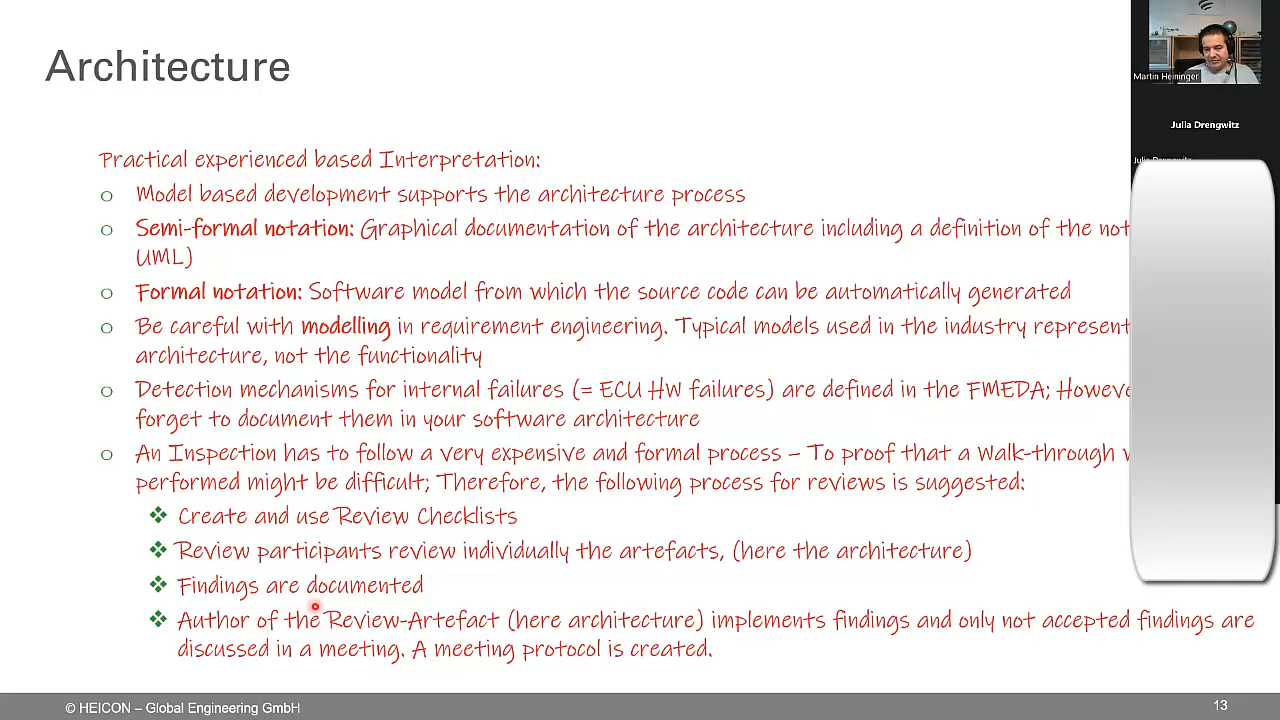 Architecture
Martin Heininger
Julia Drengwitz
Practical experienced based Interpretation:
Model based development supports the architecture process
Semi-formal notation: Graphical documentation of the architecture including a definition of the
UML)
Formal notation: Software model from which the source code can be automatically generated
Be careful with modelling in requirement engineering. Typical models used in the industry represent
architecture, not the functionality
Detection mechanisms for internal failures (= ECU HW failures) are defined in the FMEDA;
forget to document them in your software architecture
An Inspection has to follow a very expensive and formal process – To proof that a Walk-through
performed might be difficult; Therefore, the following process for reviews is suggested:
Create and use Review Checklists
Review participants review individually the artefacts, (here the architecture)
Findings are documented
Author of the Review-Artefact (here architecture) implements findings and only not accepted findings are
discussed in a meeting. A meeting protocol is created.
© HEICON – Global Engineering GmbH
13